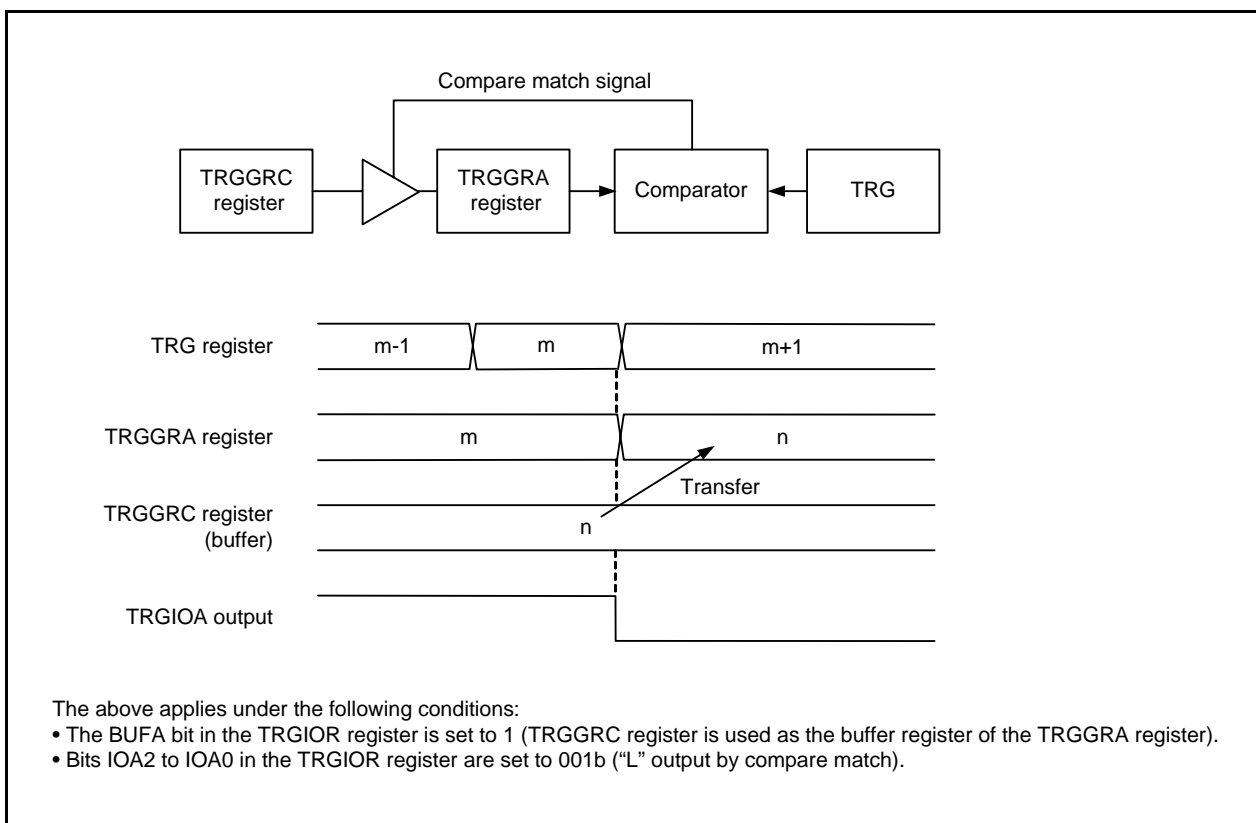 Compare match signal
TRGGRC
register
TRGGRA
register
Comparator
TRG
TRG register
m-1
m
m+1
TRGGRA register
m
n
Transfer
TRGGRC register
(buffer)
n
TRGIOA output
The above applies under the following conditions:
• The BUFA bit in the TRGIOR register is set to 1 (TRGGRC register is used as the buffer register of the TRGGRA register).
• Bits IOA2 to IOA0 in the TRGIOR register are set to 001b (“L” output by compare match).